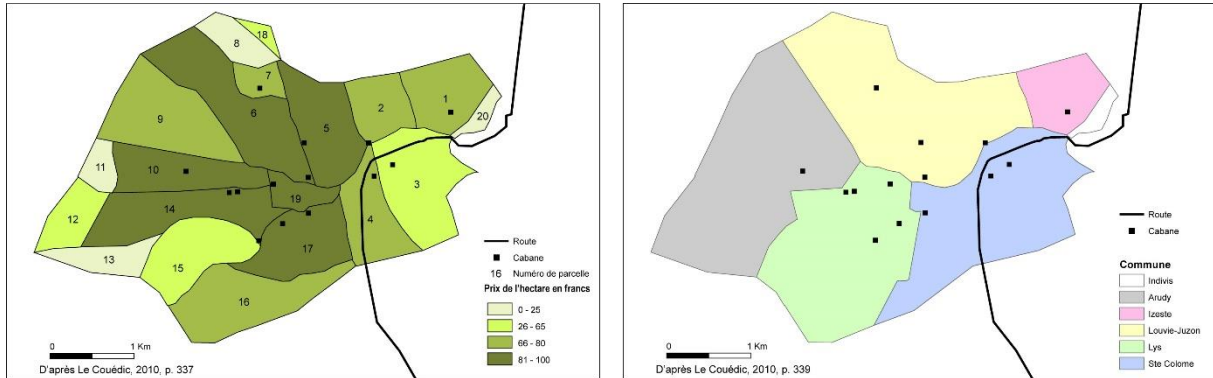 18
8
7
1
2
20
6
5
9
11
10
3
19
14
12
4
17
13
15
16
Route
Cabane
16 Numéro de parcelle
Prix de l'hectare en francs
0 - 25
26 - 65
66 - 80
81 - 100
0 1 Km
D'après Le Couédic, 2010, p. 337
Route
Cabane
Commune
Indivis
Arudy
Izeste
Louvie-Juzon
Lys
Ste Colome
0 1 Km
D'après Le Couédic, 2010, p. 339